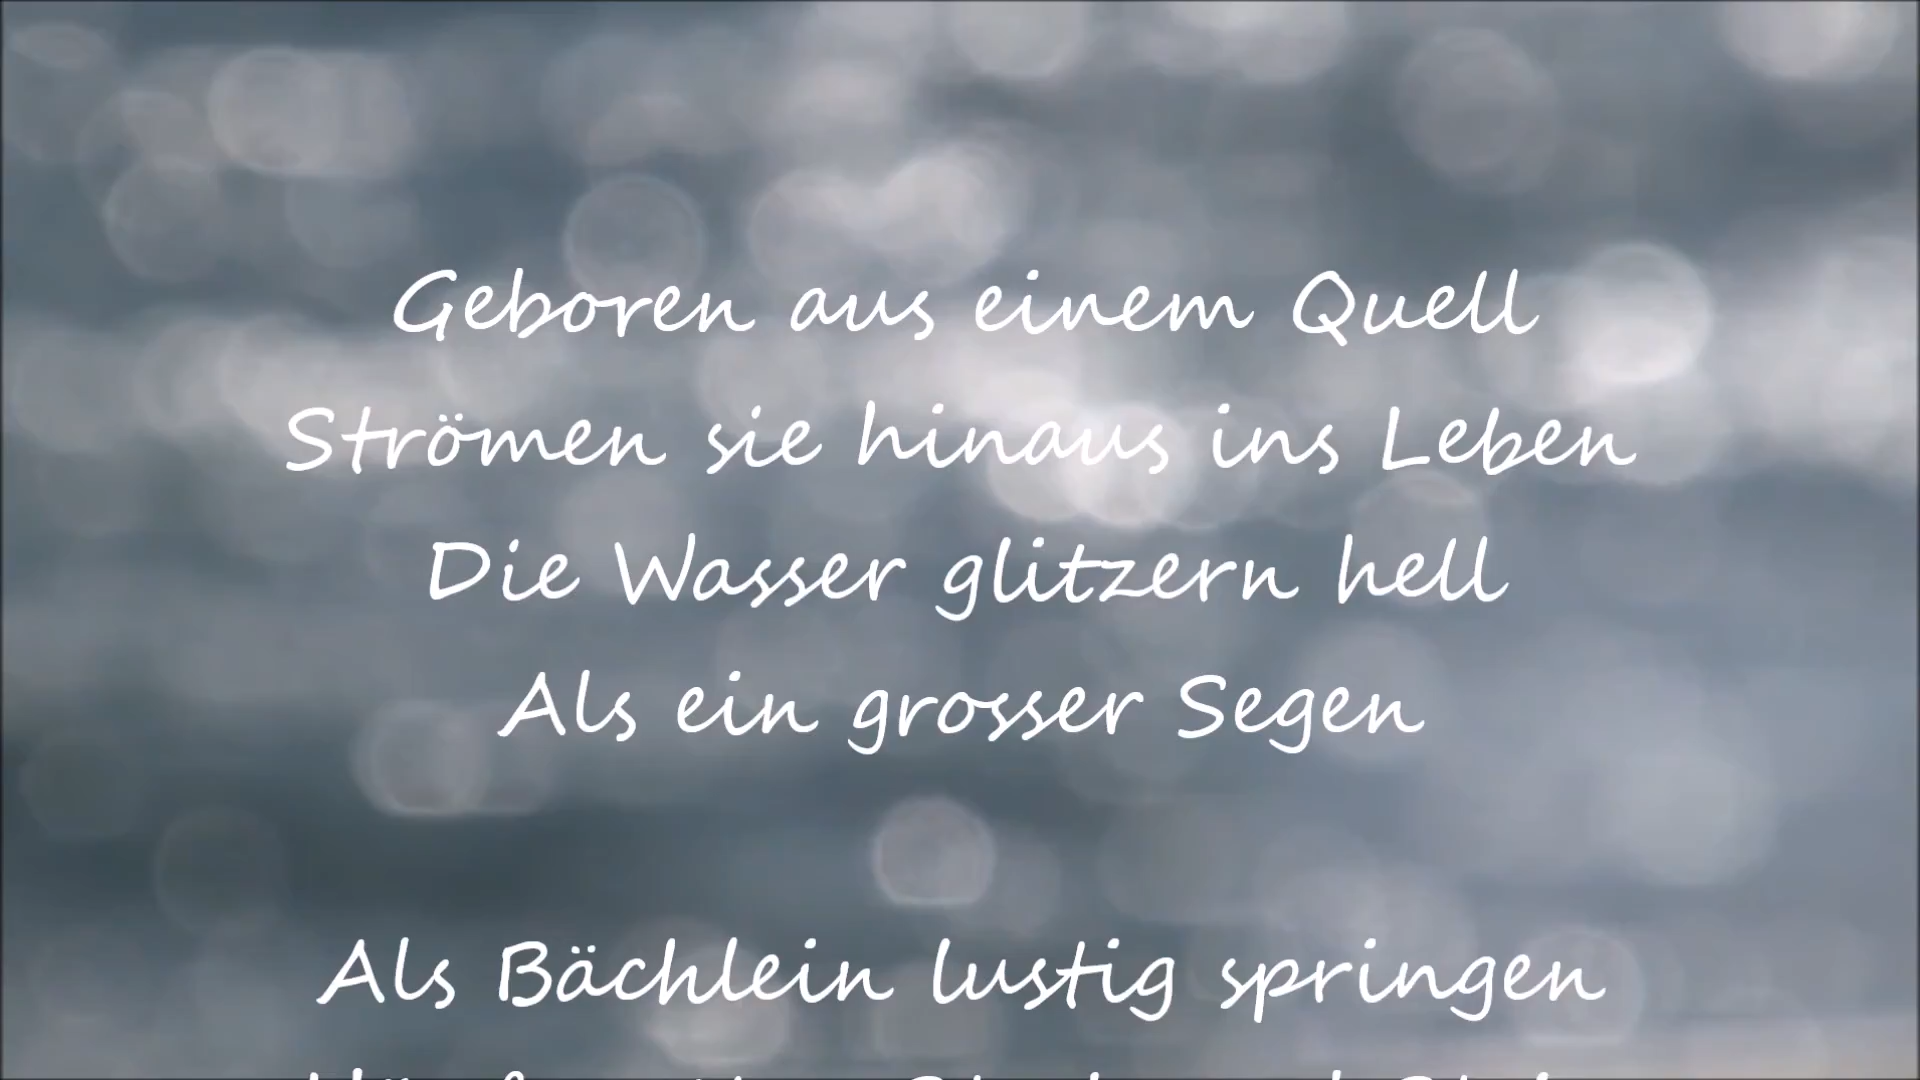 Geboren aus einem Quell
Strömen sie hinaus ins Leben
Die Wasser glitzern hell
Als ein grosser Segen
Als Bächlein lustig springen